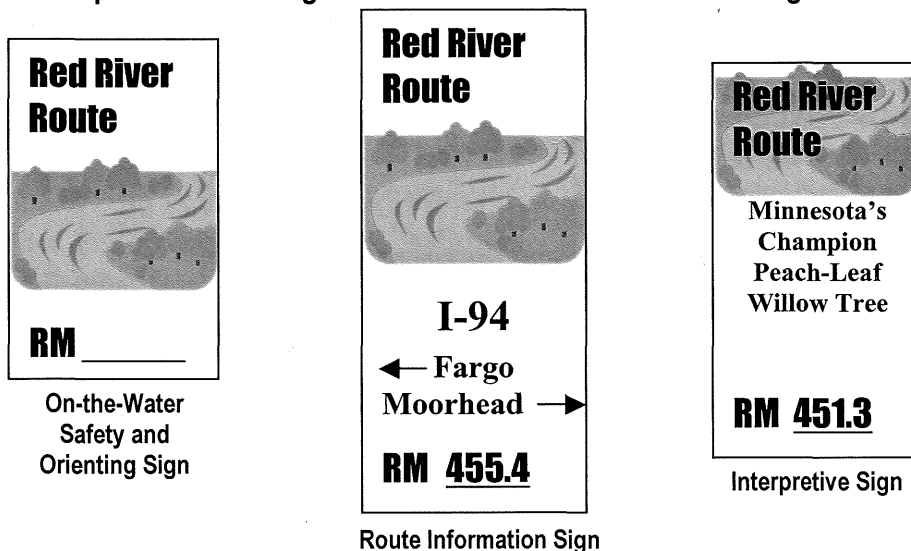 Red River
Route
RM
On-the-Water
Safety and
Orienting Sign
Red River
Route
I-94
← Fargo
Moorhead →
RM 455.4
Route Information Sign
Red River
Route
Minnesota's
Champion
Peach-Leaf
Willow Tree
RM 451.3
Interpretive Sign